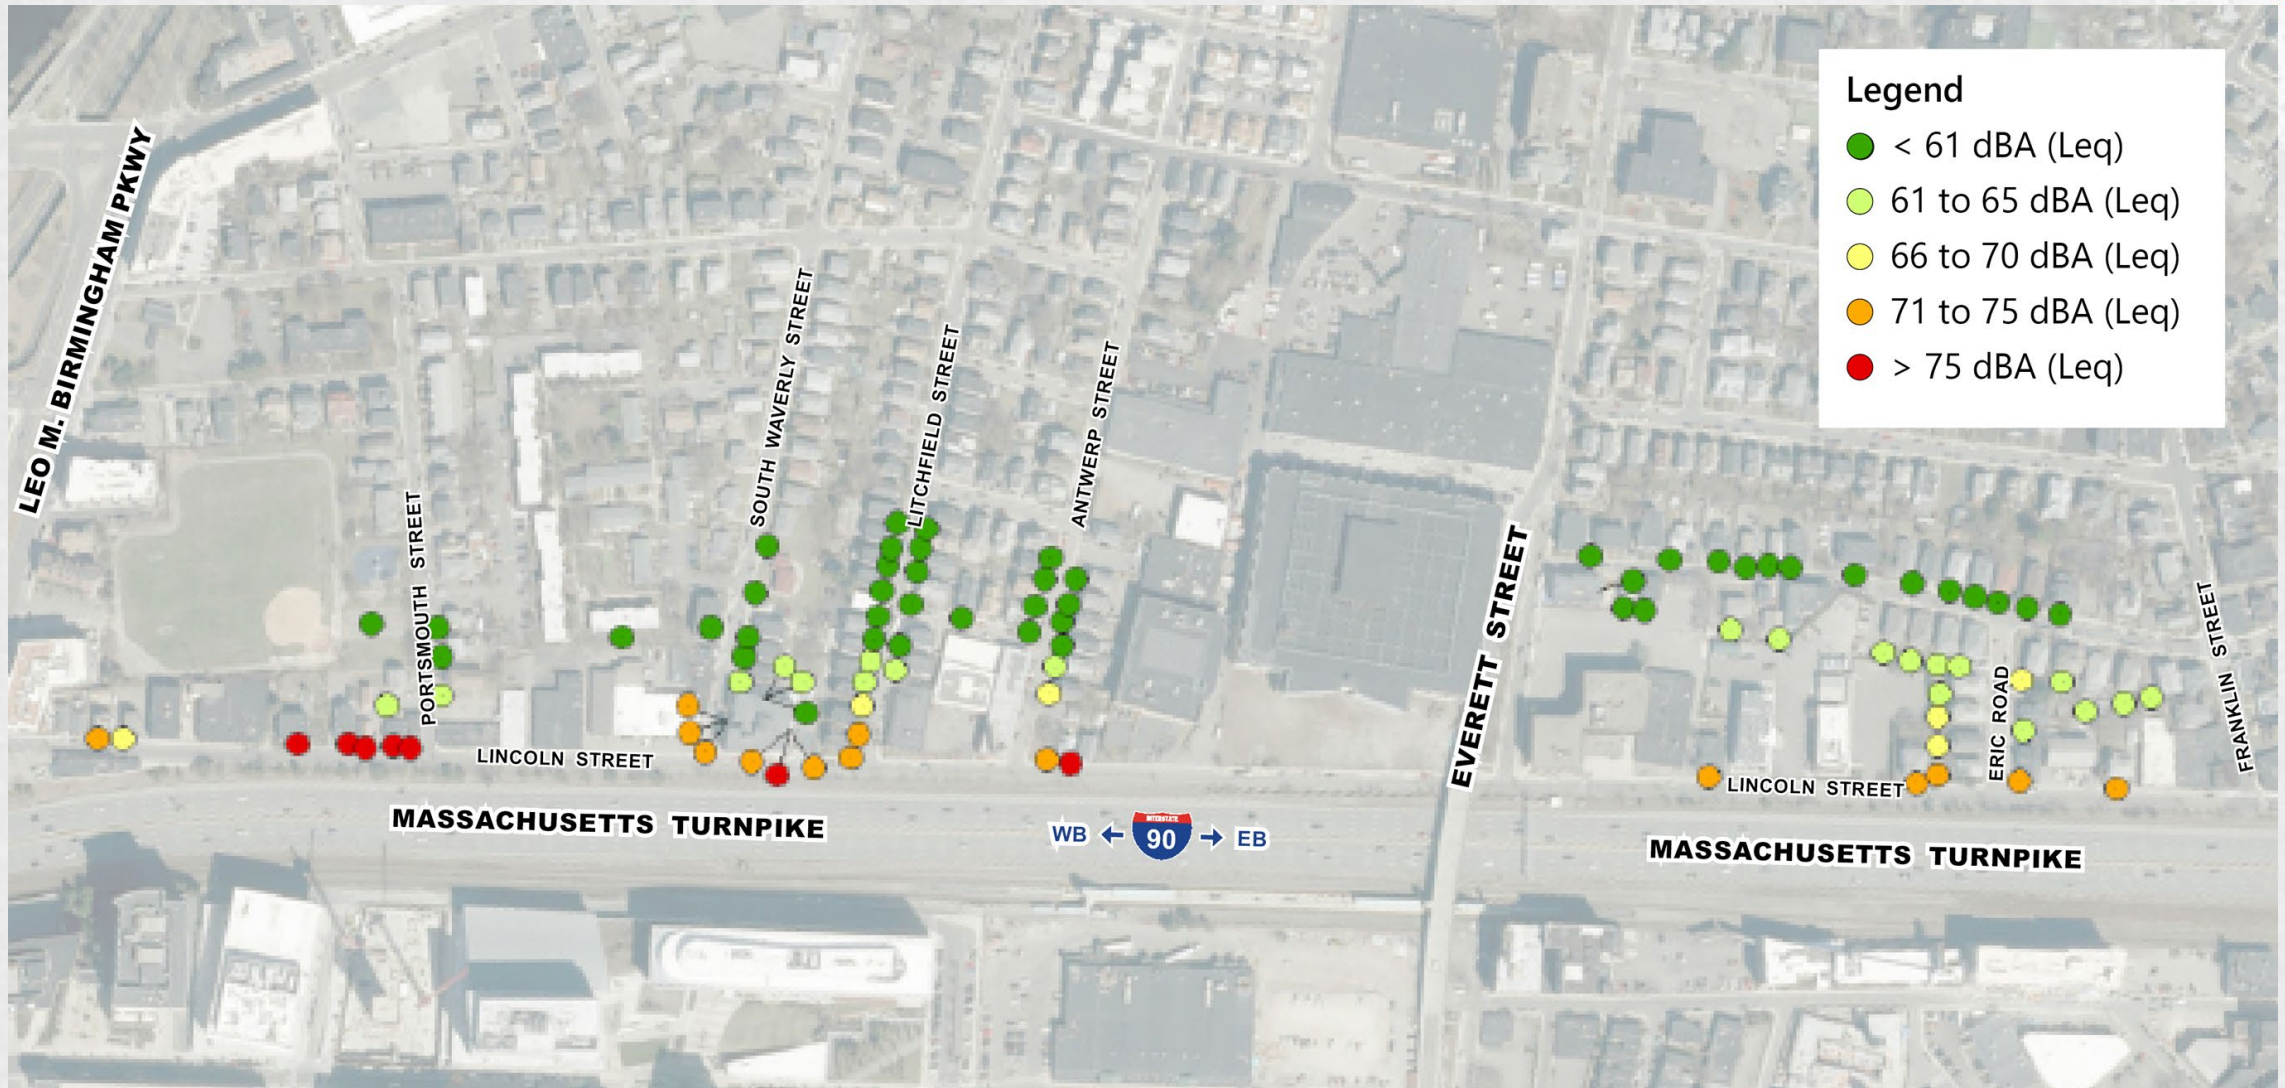 Legend
< 61 dBA (Leq)
61 to 65 dBA (Leq)
66 to 70 dBA (Leq)
71 to 75 dBA (Leq)
> 75 dBA (Leq)
LEO M. BIRMINGHAM PKWY
PORTSMOUTH STREET
SOUTH WAVERLY STREET
LITCHFIELD STREET
ANTWERP STREET
EVERETT STREET
ERIC ROAD
FRANKLIN STREET
LINCOLN STREET
LINCOLN STREET
MASSACHUSETTS TURNPIKE
WB
INTERSTATE
90
EB
MASSACHUSETTS TURNPIKE